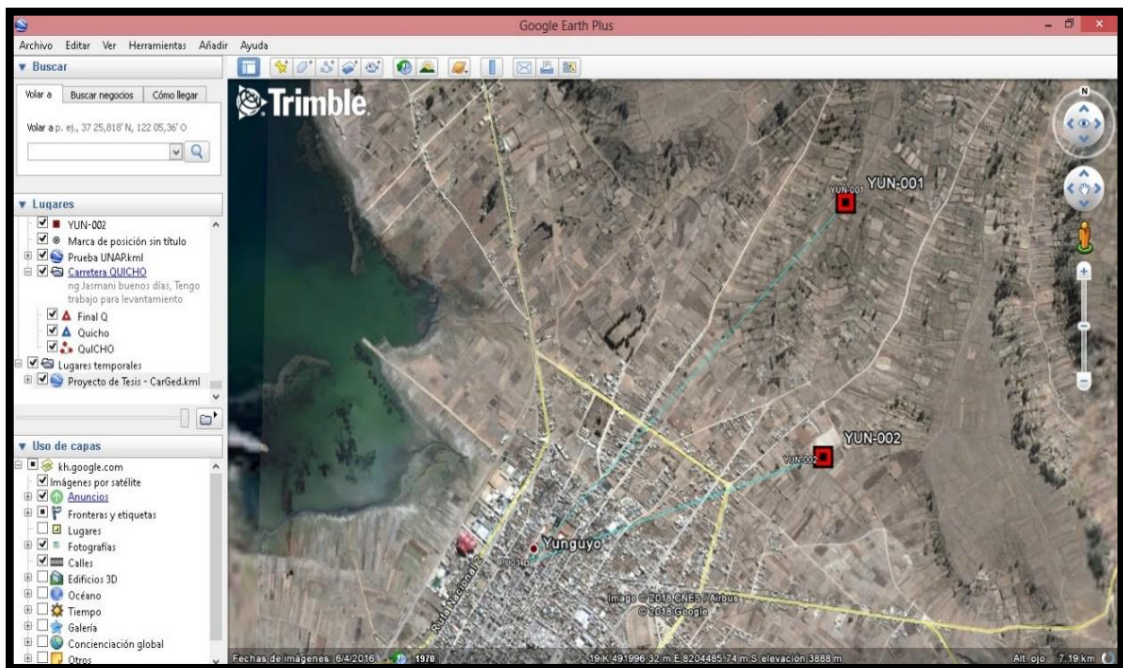 Google Earth Plus
Archivo Editar Ver Herramientas Añadir Ayuda
Buscar
Volar a Buscar negocios Cómo llegar
Volar a p. ej., 37 25,818' N, 122 05,36' O
Lugares
YUN-002
Marca de posición sin título
Prueba UNAP.kml
Carretera QUICHO
ng Jasmani buenos días, Tengo
trabajo para levantamiento
Final Q
Quicho
QuICHO
Lugares temporales
Proyecto de Tesis - CarGed.kml
Uso de capas
kh.google.com
Imágenes por satélite
Anuncios
Fronteras y etiquetas
Lugares
Fotografías
Calles
Edificios 3D
Océano
Tiempo
Galería
Concienciación global
Otros
Trimble.
N
YUN-001
YUN-001
YUN-002
YUN-002
Yunguyo
Ruta Nacional
Image © 2018 CNES / Airbus
© 2018 Google
Fechas de imágenes 6/4/2016 1970 19 K 491996.32 m E 8204485.74 m S elevación 3888 m Alt. ojo 7.19 km